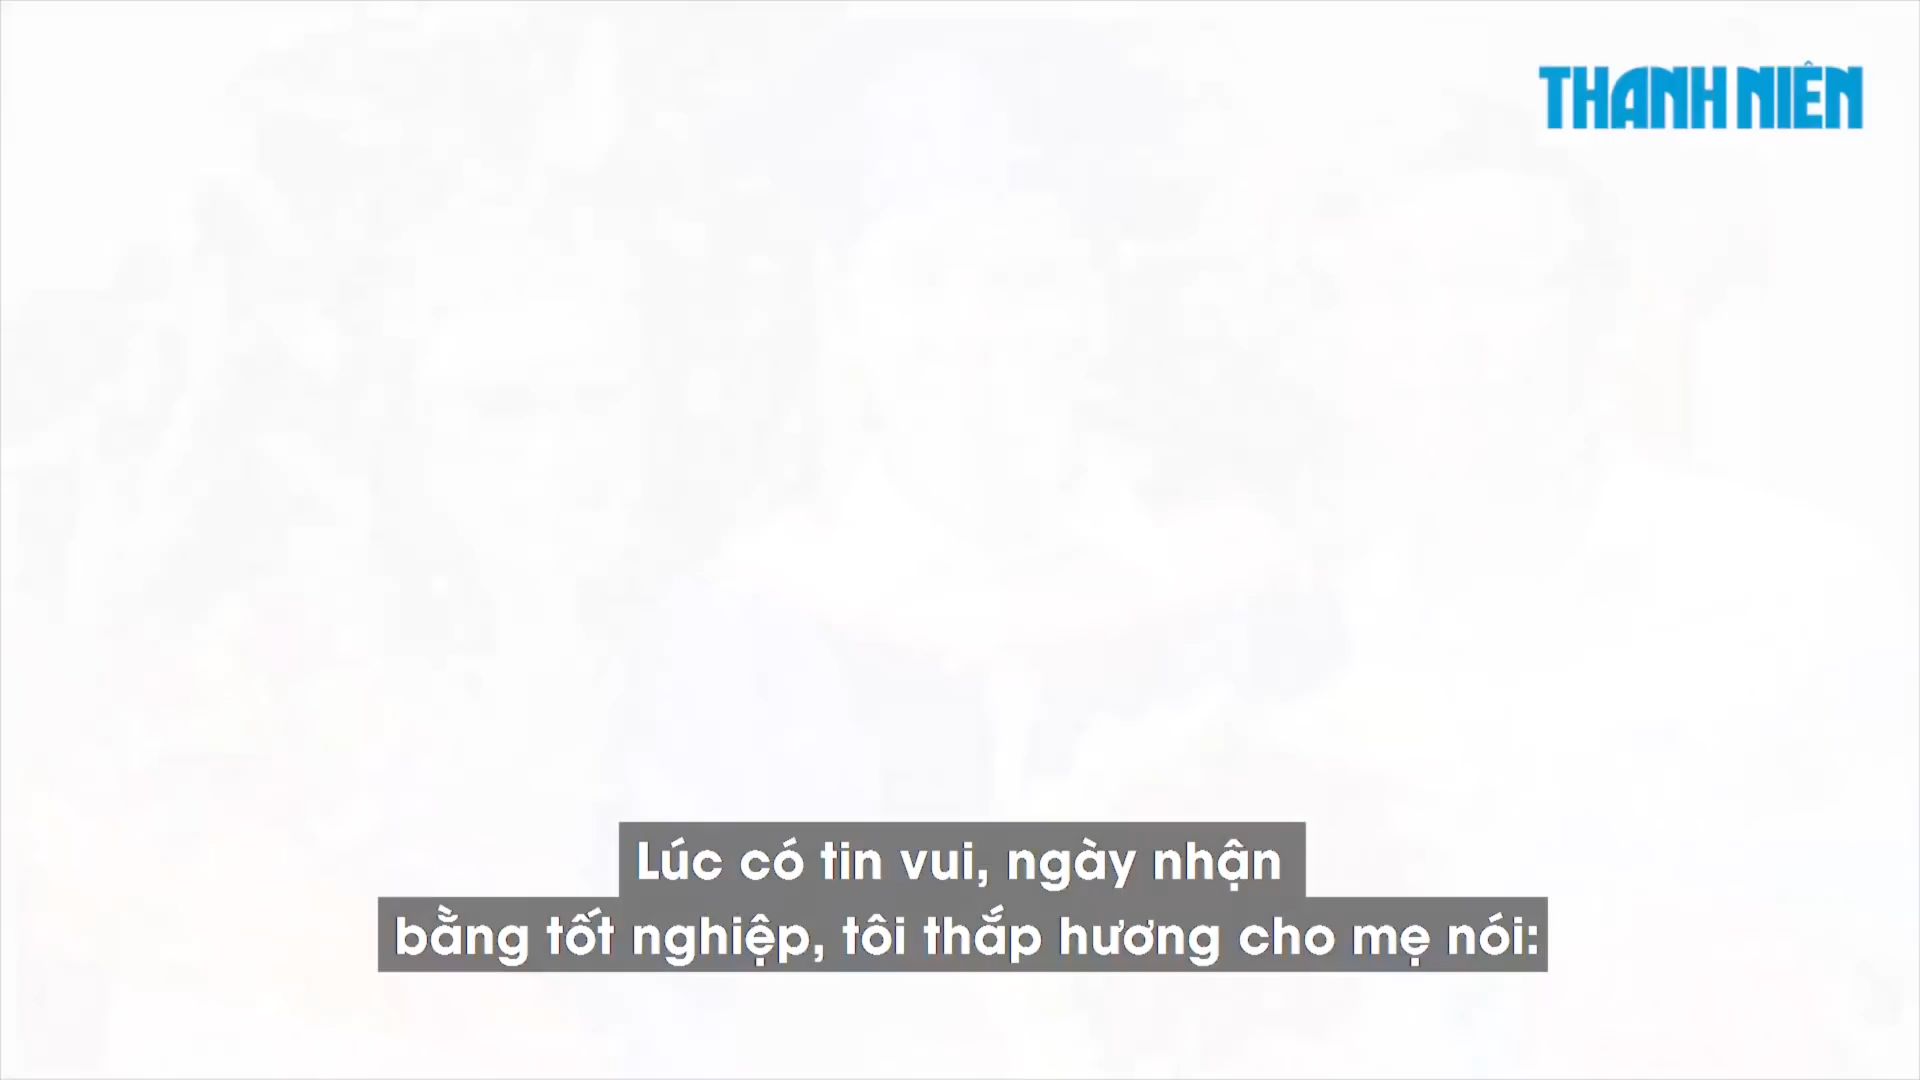 THANH NIÊN
Lúc có tin vui, ngày nhận
bằng tốt nghiệp, tôi thắp hương cho mẹ nói: